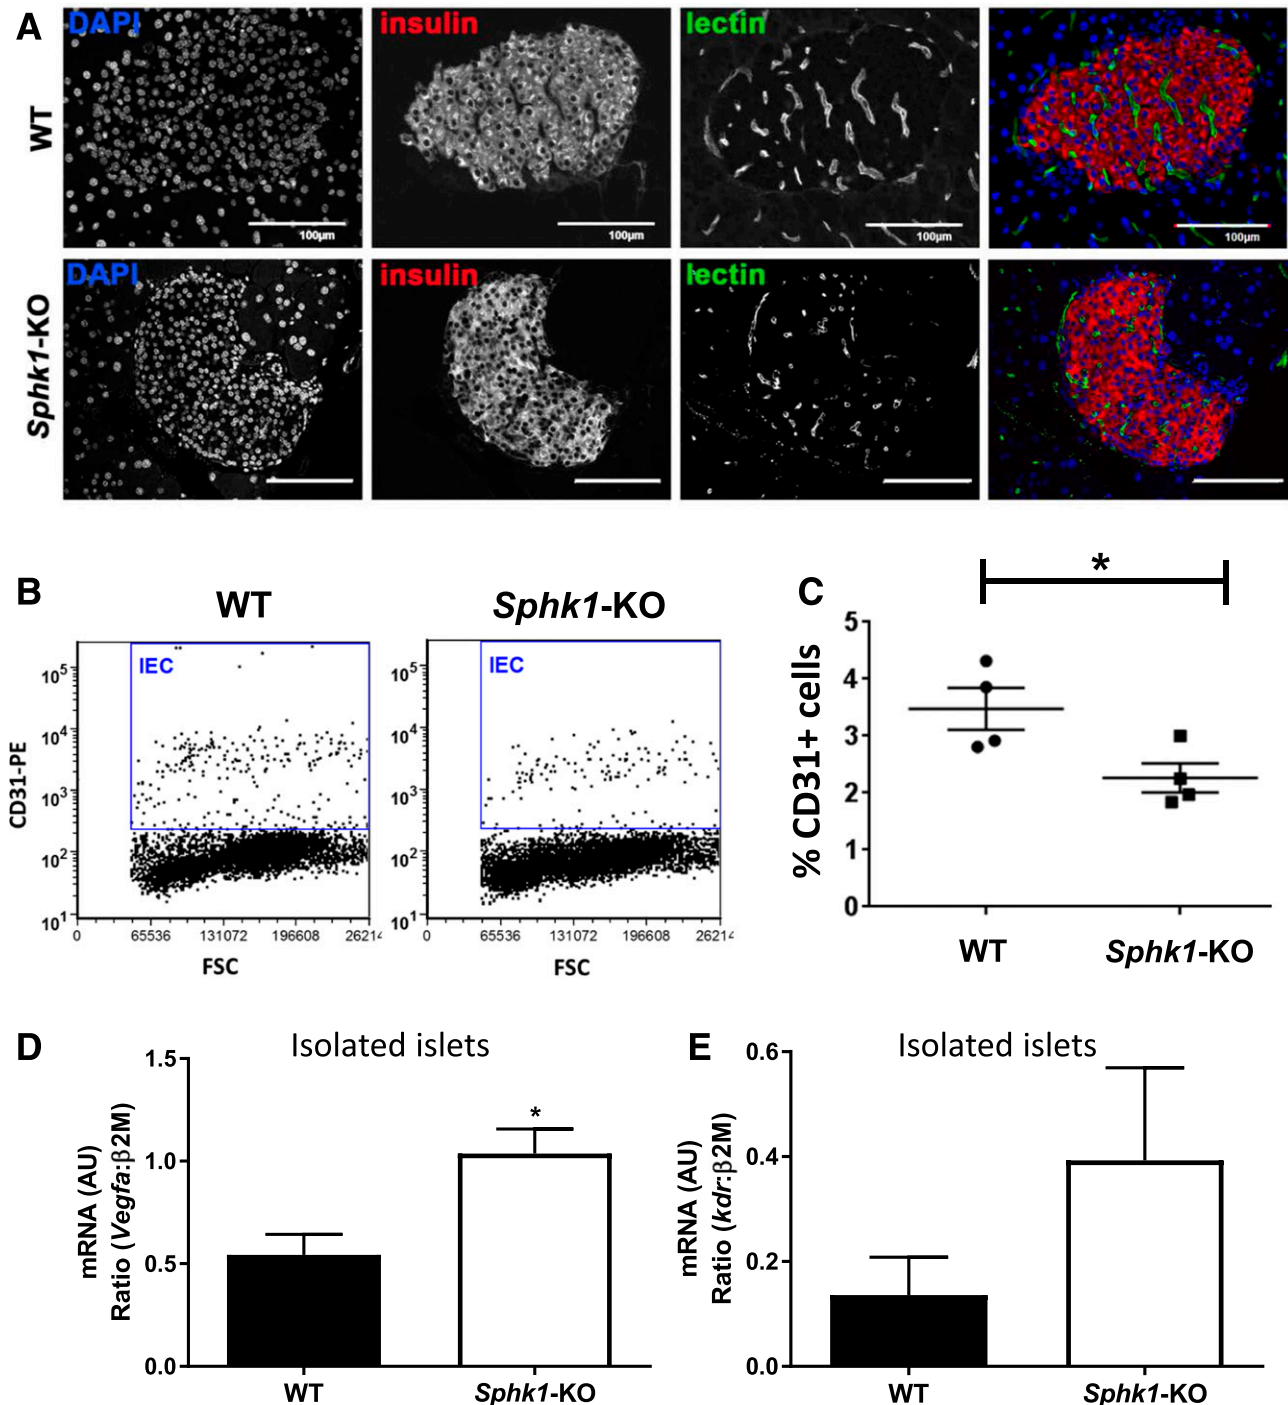 A
DAPI
insulin
lectin
WT
100µm
100µm
100µm
100µm
DAPI
insulin
lectin
Sphk1-KO
B
WT
Sphk1-KO
CD31-PE
IEC
IEC
10⁵
10⁴
10³
10²
10¹
0
65536
131072
196608
26214
FSC
10⁵
10⁴
10³
10²
10¹
0
65536
131072
196608
26214
FSC
C
*
% CD31+ cells
5
4
3
2
1
0
WT
Sphk1-KO
D
Isolated islets
mRNA (AU)
Ratio (Vegfa:β2M)
1.5
1.0
0.5
0.0
*
WT
Sphk1-KO
E
Isolated islets
mRNA (AU)
Ratio (kdr:β2M)
0.6
0.4
0.2
0.0
WT
Sphk1-KO